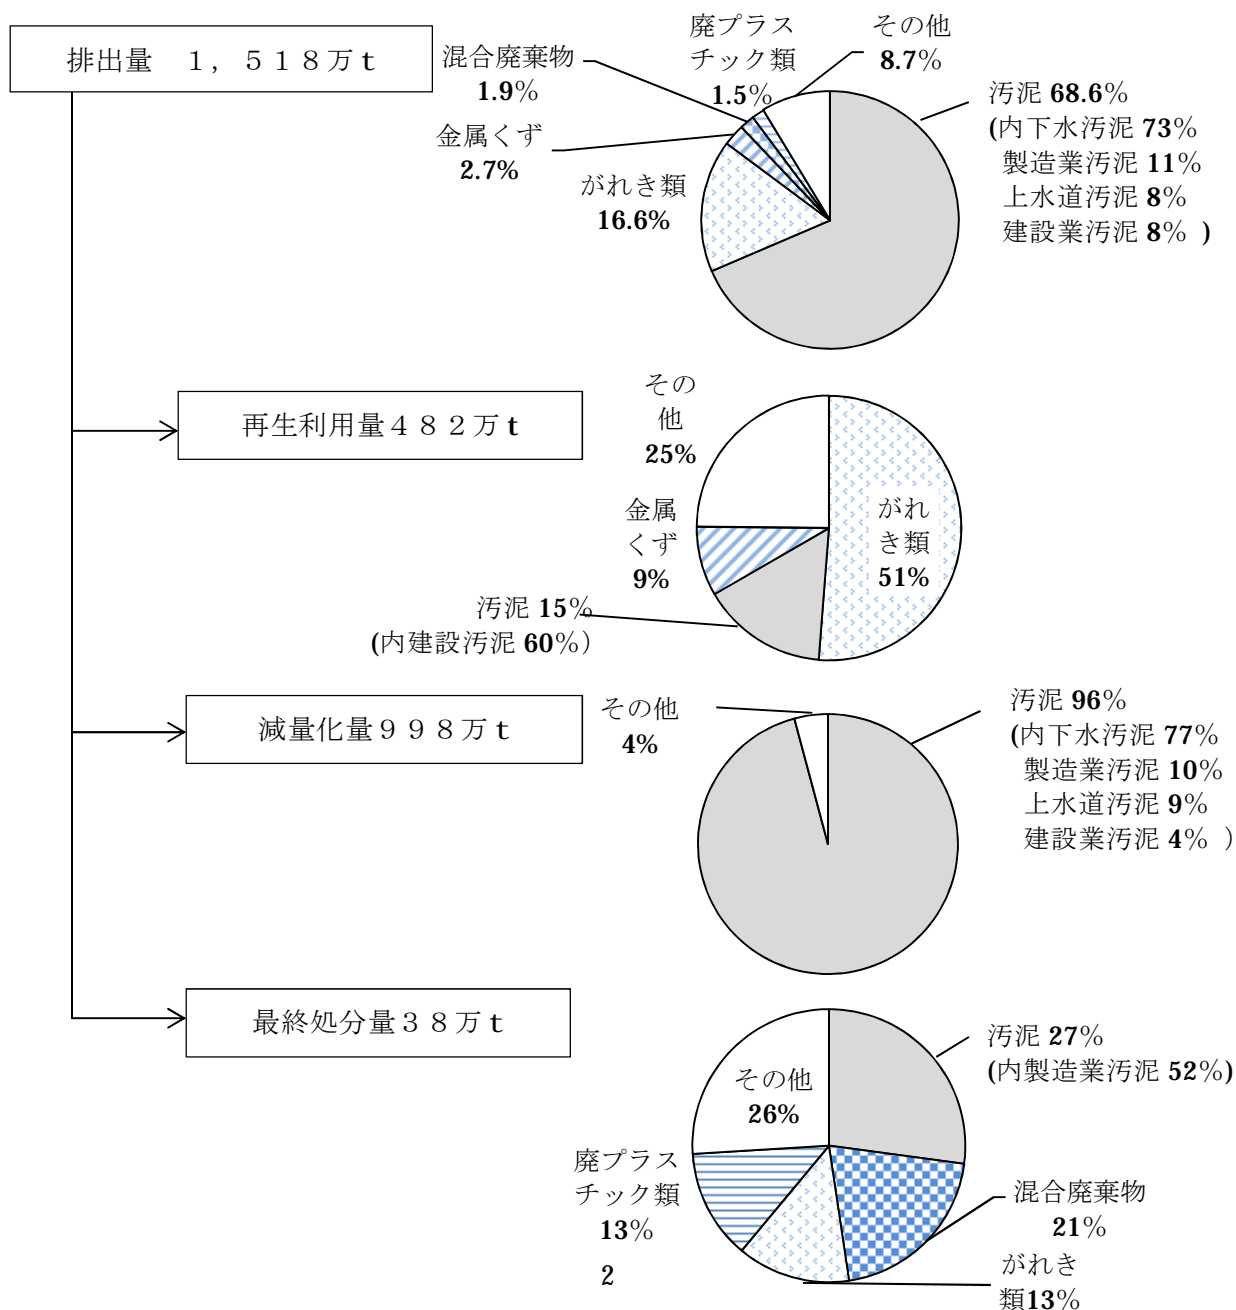 排出量　１，５１８万ｔ
混合廃棄物
1.9%
廃プラス
チック類
1.5%
その他
8.7%
金属くず
2.7%
がれき類
16.6%
汚泥 68.6%
(内下水汚泥 73%
製造業汚泥 11%
上水道汚泥 8%
建設業汚泥 8% )
再生利用量４８２万ｔ
その
他
25%
金属
くず
9%
がれ
き類
51%
汚泥 15%
(内建設汚泥 60%）
減量化量９９８万ｔ
その他
4%
汚泥 96%
(内下水汚泥 77%
製造業汚泥 10%
上水道汚泥 9%
建設業汚泥 4% ）
最終処分量３８万ｔ
汚泥 27%
(内製造業汚泥 52%)
その他
26%
廃プラス
チック類
13%
混合廃棄物
21%
がれき
類13%
2